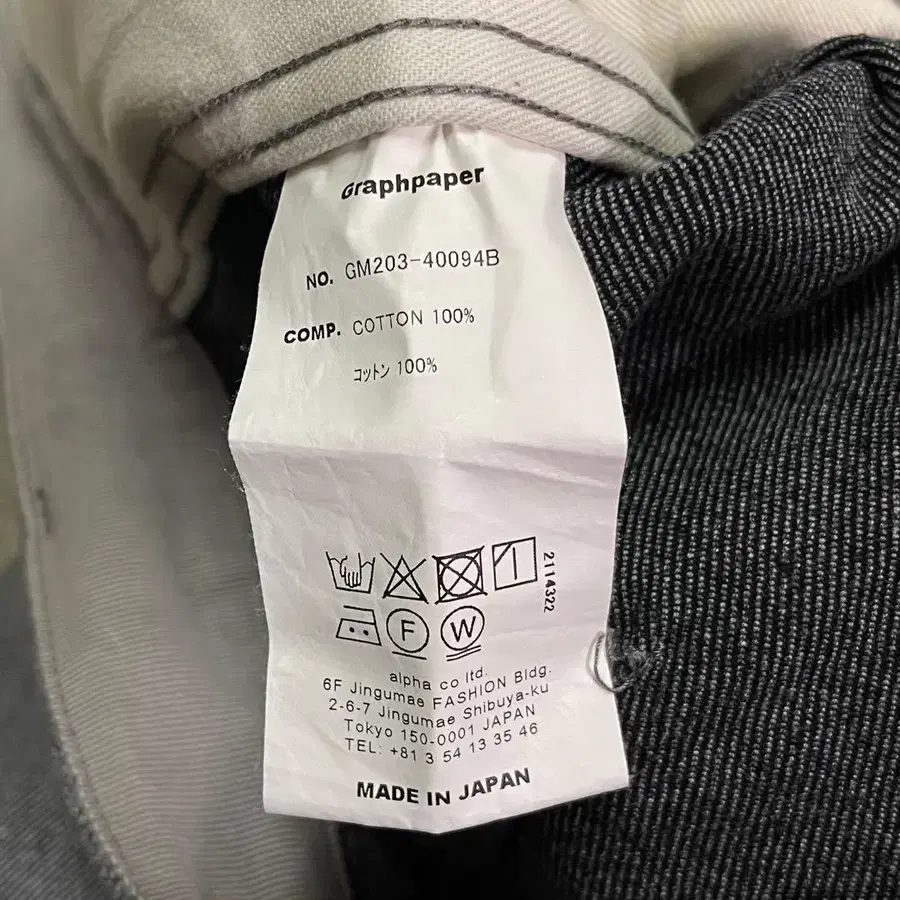 Graphpaper
NO. GM203-40094B
COMP. COTTON 100%
コットン 100%
2114322
F W
alpha co ltd.
6F Jingumae FASHION Bldg.
2-6-7 Jingumae Shibuya-ku
Tokyo 150-0001 JAPAN
TEL: +81 3 54 13 35 46
MADE IN JAPAN